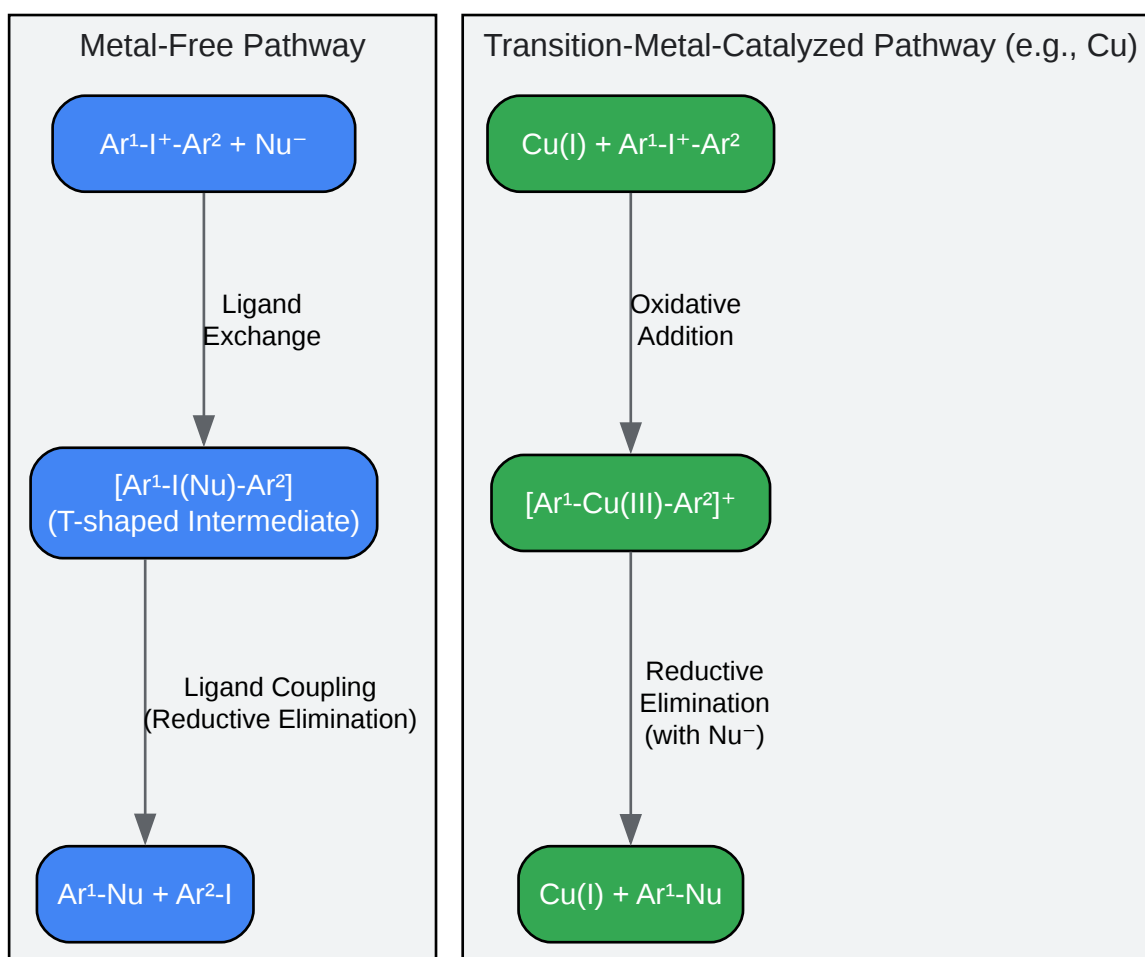 Metal-Free Pathway
Ar¹-I⁺-Ar² + Nu⁻
Ligand
Exchange
[Ar¹-I(Nu)-Ar²]
(T-shaped Intermediate)
Ligand Coupling
(Reductive Elimination)
Ar¹-Nu + Ar²-I
Transition-Metal-Catalyzed Pathway (e.g., Cu)
Cu(I) + Ar¹-I⁺-Ar²
Oxidative
Addition
[Ar¹-Cu(III)-Ar²]⁺
Reductive
Elimination
(with Nu⁻)
Cu(I) + Ar¹-Nu